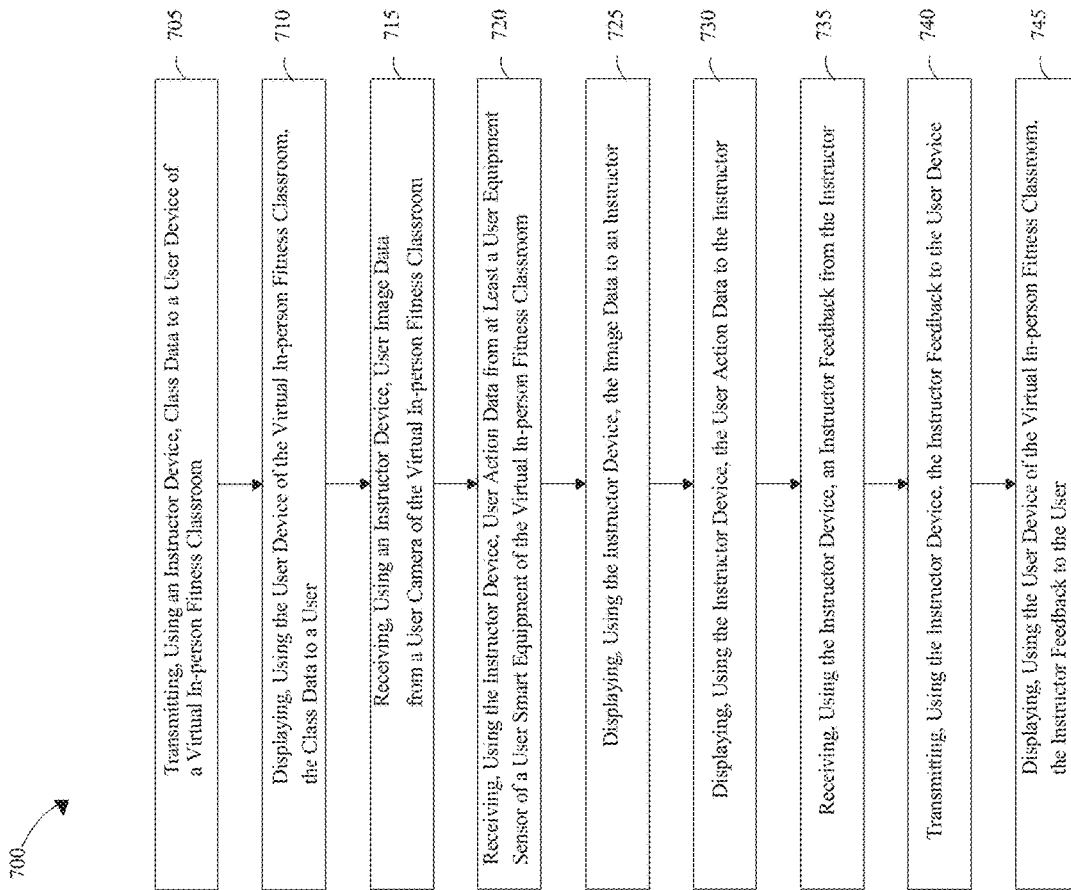 700
Transmitting, Using an Instructor Device, Class Data to a User Device of
a Virtual In-person Fitness Classroom
705
Displaying, Using the User Device of the Virtual In-person Fitness Classroom,
the Class Data to a User
710
Receiving, Using an Instructor Device, User Image Data
from a User Camera of the Virtual In-person Fitness Classroom
715
Receiving, Using the Instructor Device, User Action Data from at Least a User Equipment
Sensor of a User Smart Equipment of the Virtual In-person Fitness Classroom
720
Displaying, Using the Instructor Device, the Image Data to an Instructor
725
Displaying, Using the Instructor Device, the User Action Data to the Instructor
730
Receiving, Using the Instructor Device, an Instructor Feedback from the Instructor
735
Transmitting, Using the Instructor Device, the Instructor Feedback to the User Device
740
Displaying, Using the User Device of the Virtual In-person Fitness Classroom,
the Instructor Feedback to the User
745